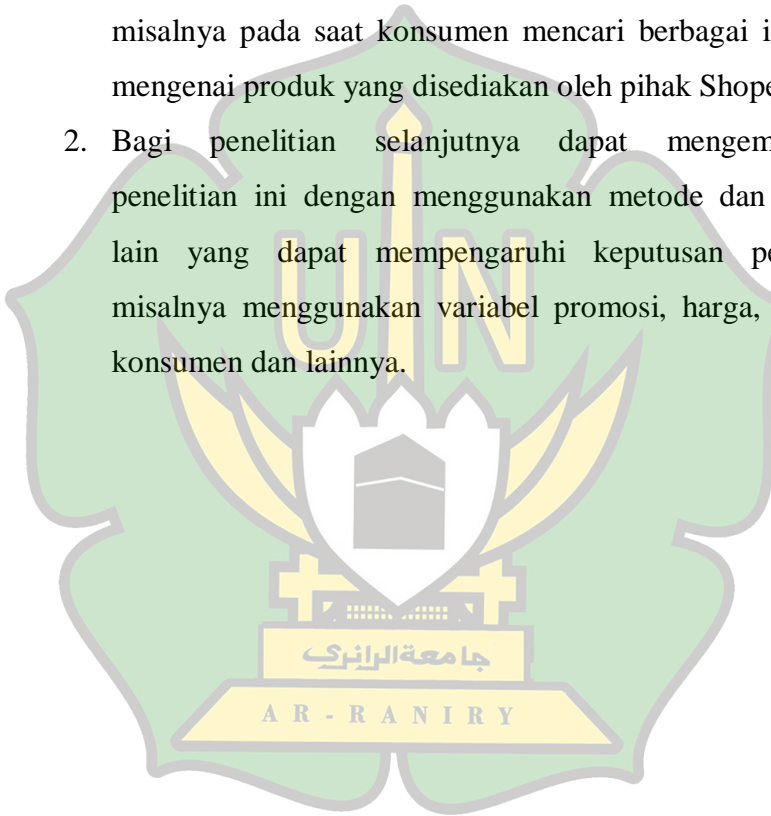 misalnya pada saat konsumen mencari berbagai i
mengenai produk yang disediakan oleh pihak Shope
2. Bagi penelitian selanjutnya dapat mengem
penelitian ini dengan menggunakan metode dan
lain yang dapat mempengaruhi keputusan pe
misalnya menggunakan variabel promosi, harga,
konsumen dan lainnya.
UIN
جامعة الرانري
AR-RANIRY